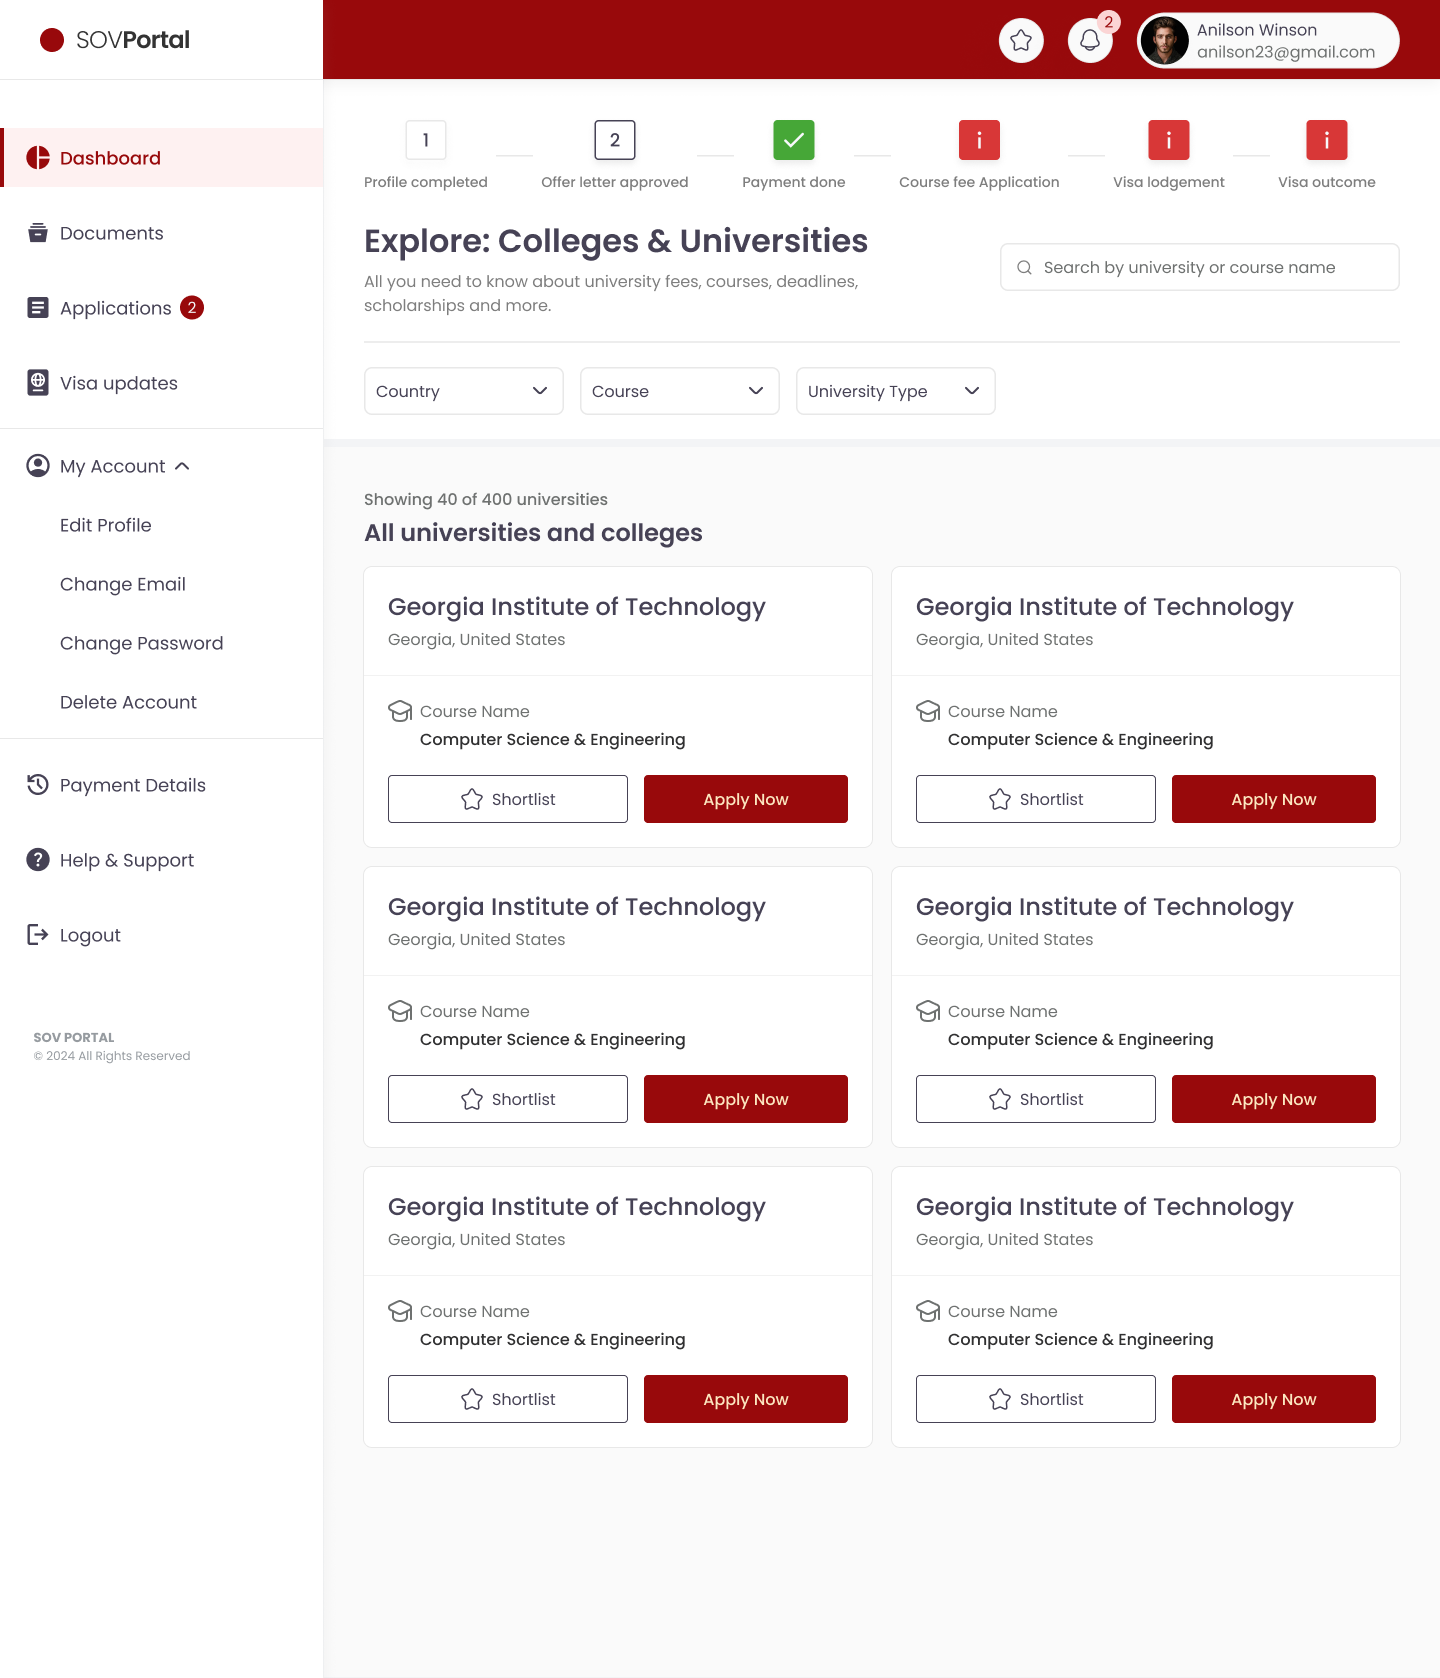 SOVPortal
2
Anilson Winson
anilson23@gmail.com
Dashboard
Documents
Applications 2
Visa updates
My Account
Edit Profile
Change Email
Change Password
Delete Account
Payment Details
Help & Support
Logout
SOV PORTAL
© 2024 All Rights Reserved
1
2
Profile completed
Offer letter approved
Payment done
Course fee Application
Visa lodgement
Visa outcome
Explore: Colleges & Universities
All you need to know about university fees, courses, deadlines,
scholarships and more.
Search by university or course name
Country
Course
University Type
Showing 40 of 400 universities
All universities and colleges
Georgia Institute of Technology
Georgia, United States
Course Name
Computer Science & Engineering
Shortlist
Apply Now
Georgia Institute of Technology
Georgia, United States
Course Name
Computer Science & Engineering
Shortlist
Apply Now
Georgia Institute of Technology
Georgia, United States
Course Name
Computer Science & Engineering
Shortlist
Apply Now
Georgia Institute of Technology
Georgia, United States
Course Name
Computer Science & Engineering
Shortlist
Apply Now
Georgia Institute of Technology
Georgia, United States
Course Name
Computer Science & Engineering
Shortlist
Apply Now
Georgia Institute of Technology
Georgia, United States
Course Name
Computer Science & Engineering
Shortlist
Apply Now